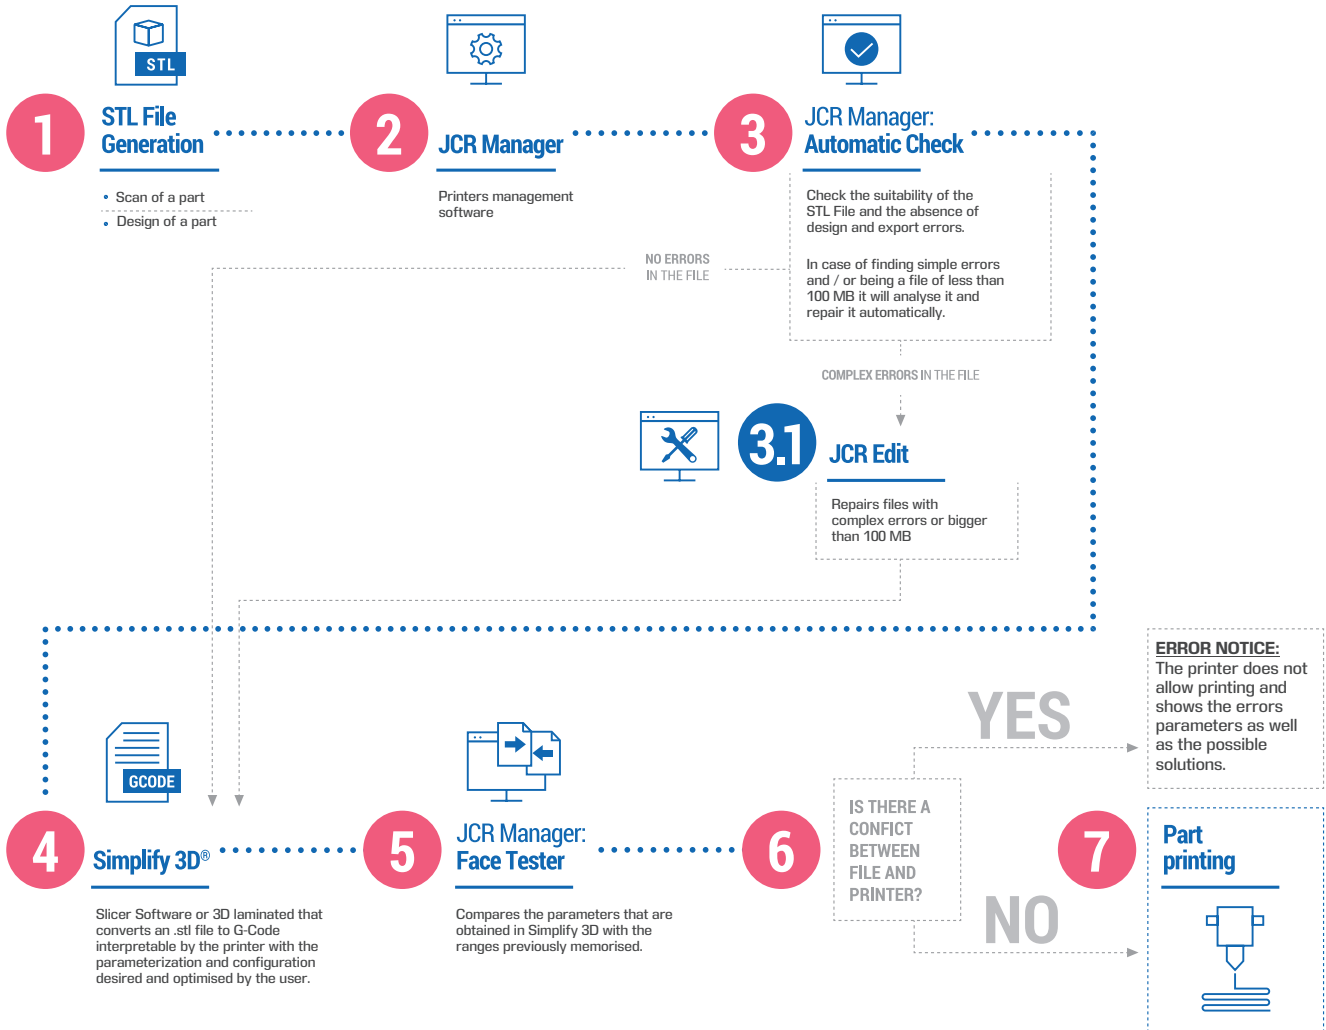 STL
1
STL File
Generation
• Scan of a part
• Design of a part
2
JCR Manager
Printers management
software
3
JCR Manager:
Automatic Check
Check the suitability of the
STL File and the absence of
design and export errors.
In case of finding simple errors
and / or being a file of less than
100 MB it will analyse it and
repair it automatically.
NO ERRORS
IN THE FILE
COMPLEX ERRORS IN THE FILE
3.1
JCR Edit
Repairs files with
complex errors or bigger
than 100 MB
GCODE
4
Simplify 3D®
Slicer Software or 3D laminated that
converts an .stl file to G-Code
interpretable by the printer with the
parameterization and configuration
desired and optimised by the user.
5
JCR Manager:
Face Tester
Compares the parameters that are
obtained in Simplify 3D with the
ranges previously memorised.
6
IS THERE A
CONFICT
BETWEEN
FILE AND
PRINTER?
YES
ERROR NOTICE:
The printer does not
allow printing and
shows the errors
parameters as well
as the possible
solutions.
NO
7
Part
printing